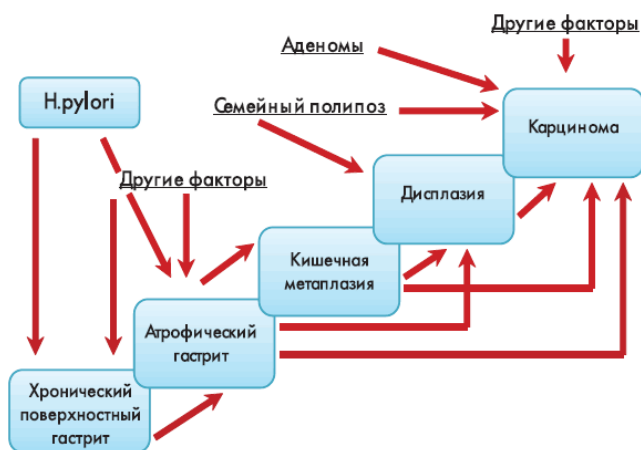 Другие факторы
Аденомы
H.pylori
Семейный полипоз
Карцинома
Другие факторы
Дисплазия
Кишечная
метаплазия
Атрофический
гастрит
Хронический
поверхностный
гастрит